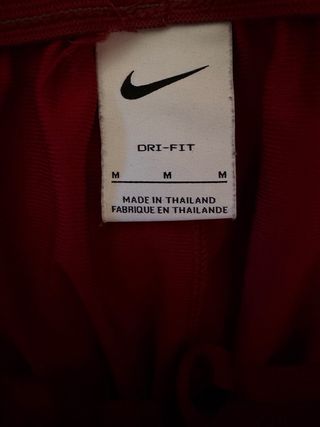 DRI-FIT
M M M
MADE IN THAILAND
FABRIQUE EN THAILANDE